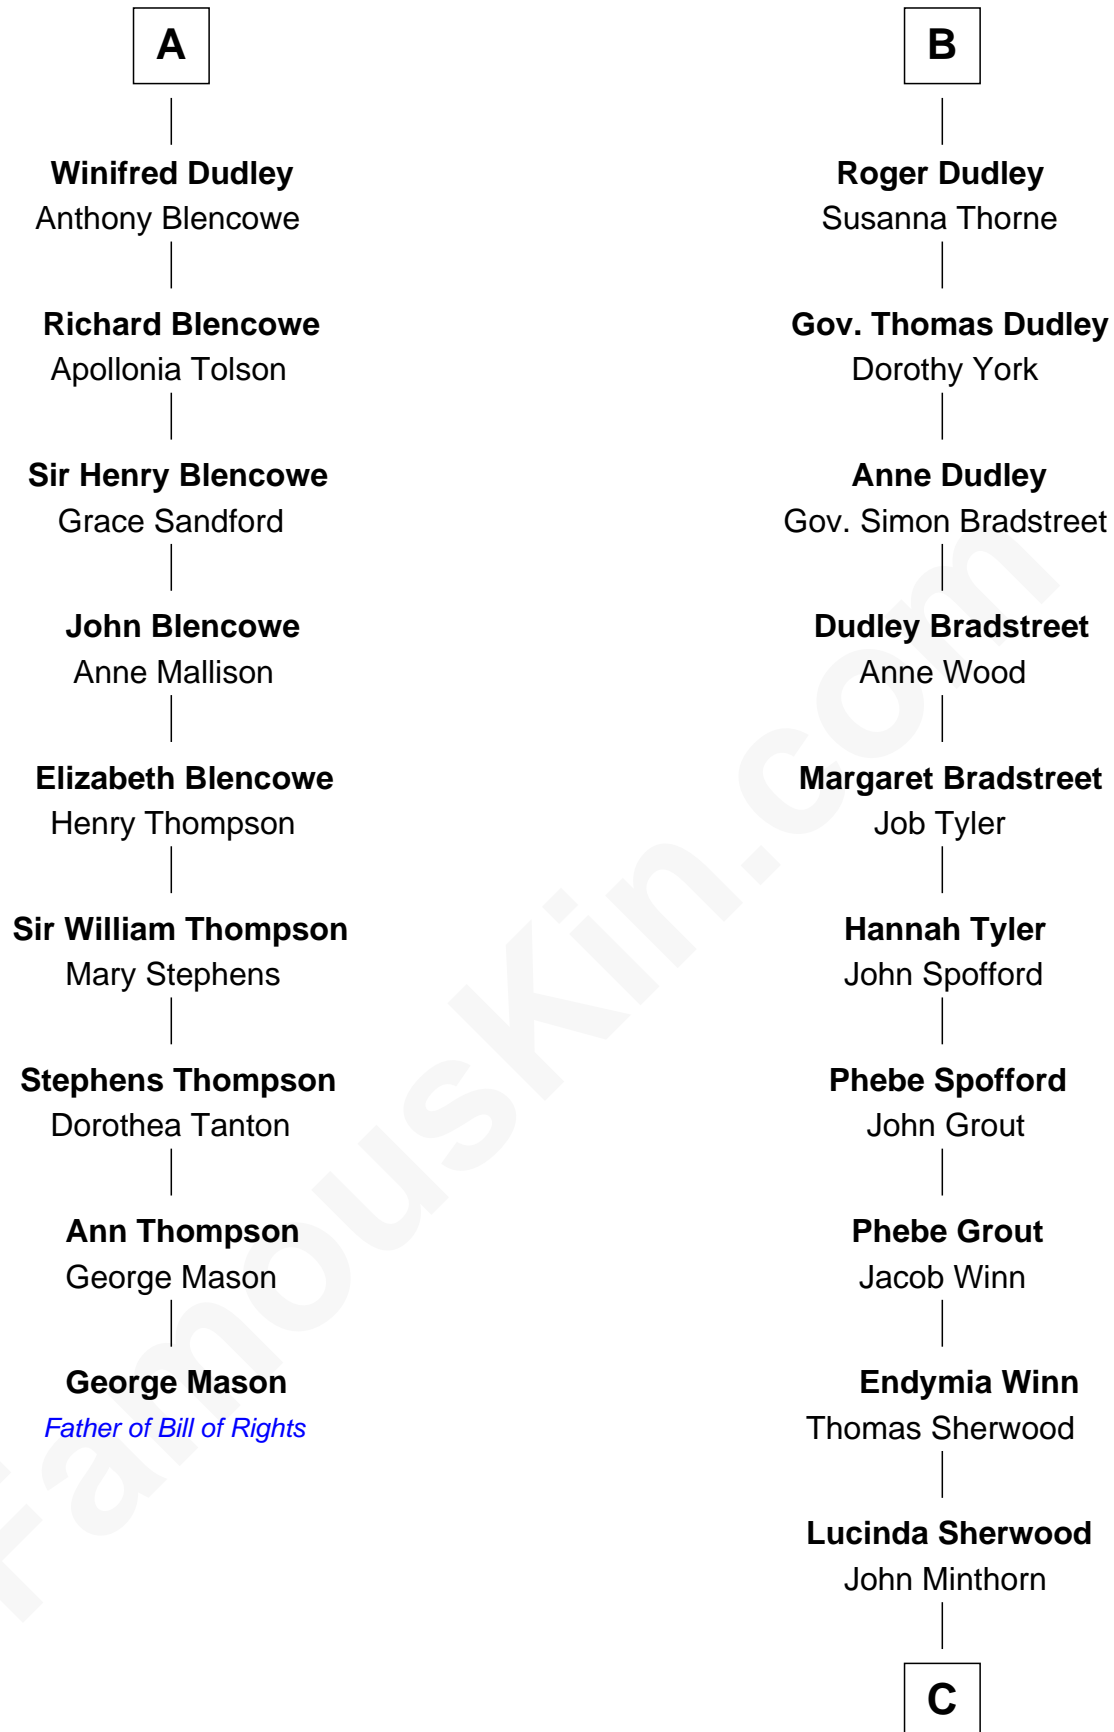 A
Winifred Dudley
Anthony Blencowe
Richard Blencowe
Apollonia Tolson
Sir Henry Blencowe
Grace Sandford
John Blencowe
Anne Mallison
Elizabeth Blencowe
Henry Thompson
Sir William Thompson
Mary Stephens
Stephens Thompson
Dorothea Tanton
Ann Thompson
George Mason
George Mason
Father of Bill of Rights
B
Roger Dudley
Susanna Thorne
Gov. Thomas Dudley
Dorothy York
Anne Dudley
Gov. Simon Bradstreet
Dudley Bradstreet
Anne Wood
Margaret Bradstreet
Job Tyler
Hannah Tyler
John Spofford
Phebe Spofford
John Grout
Phebe Grout
Jacob Winn
Endymia Winn
Thomas Sherwood
Lucinda Sherwood
John Minthorn
C
FamousKin.com